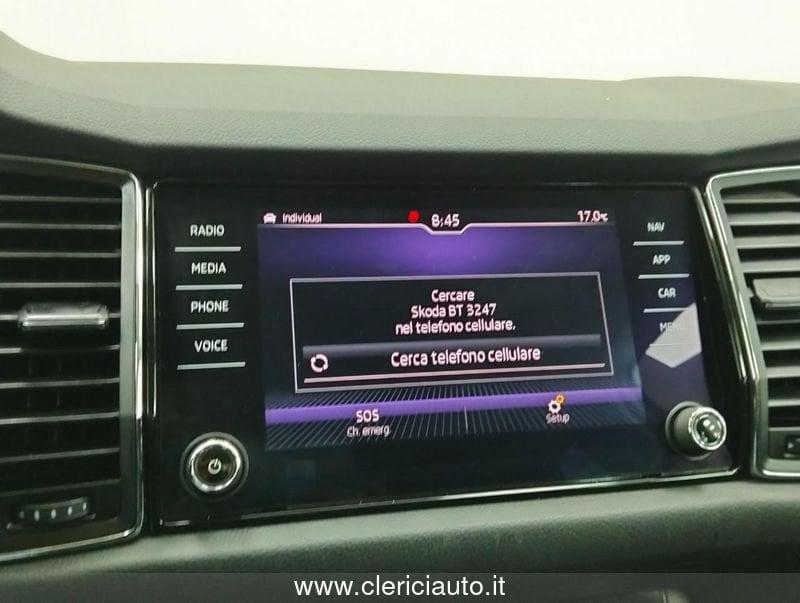 Individual
8:45
17.0°C
RADIO
MEDIA
PHONE
VOICE
NAV
APP
CAR
MENU
Cercare
Skoda BT 3247
nel telefono cellulare.
Cerca telefono cellulare
SOS
Ch. emerg.
Setup
www.clericiauto.it